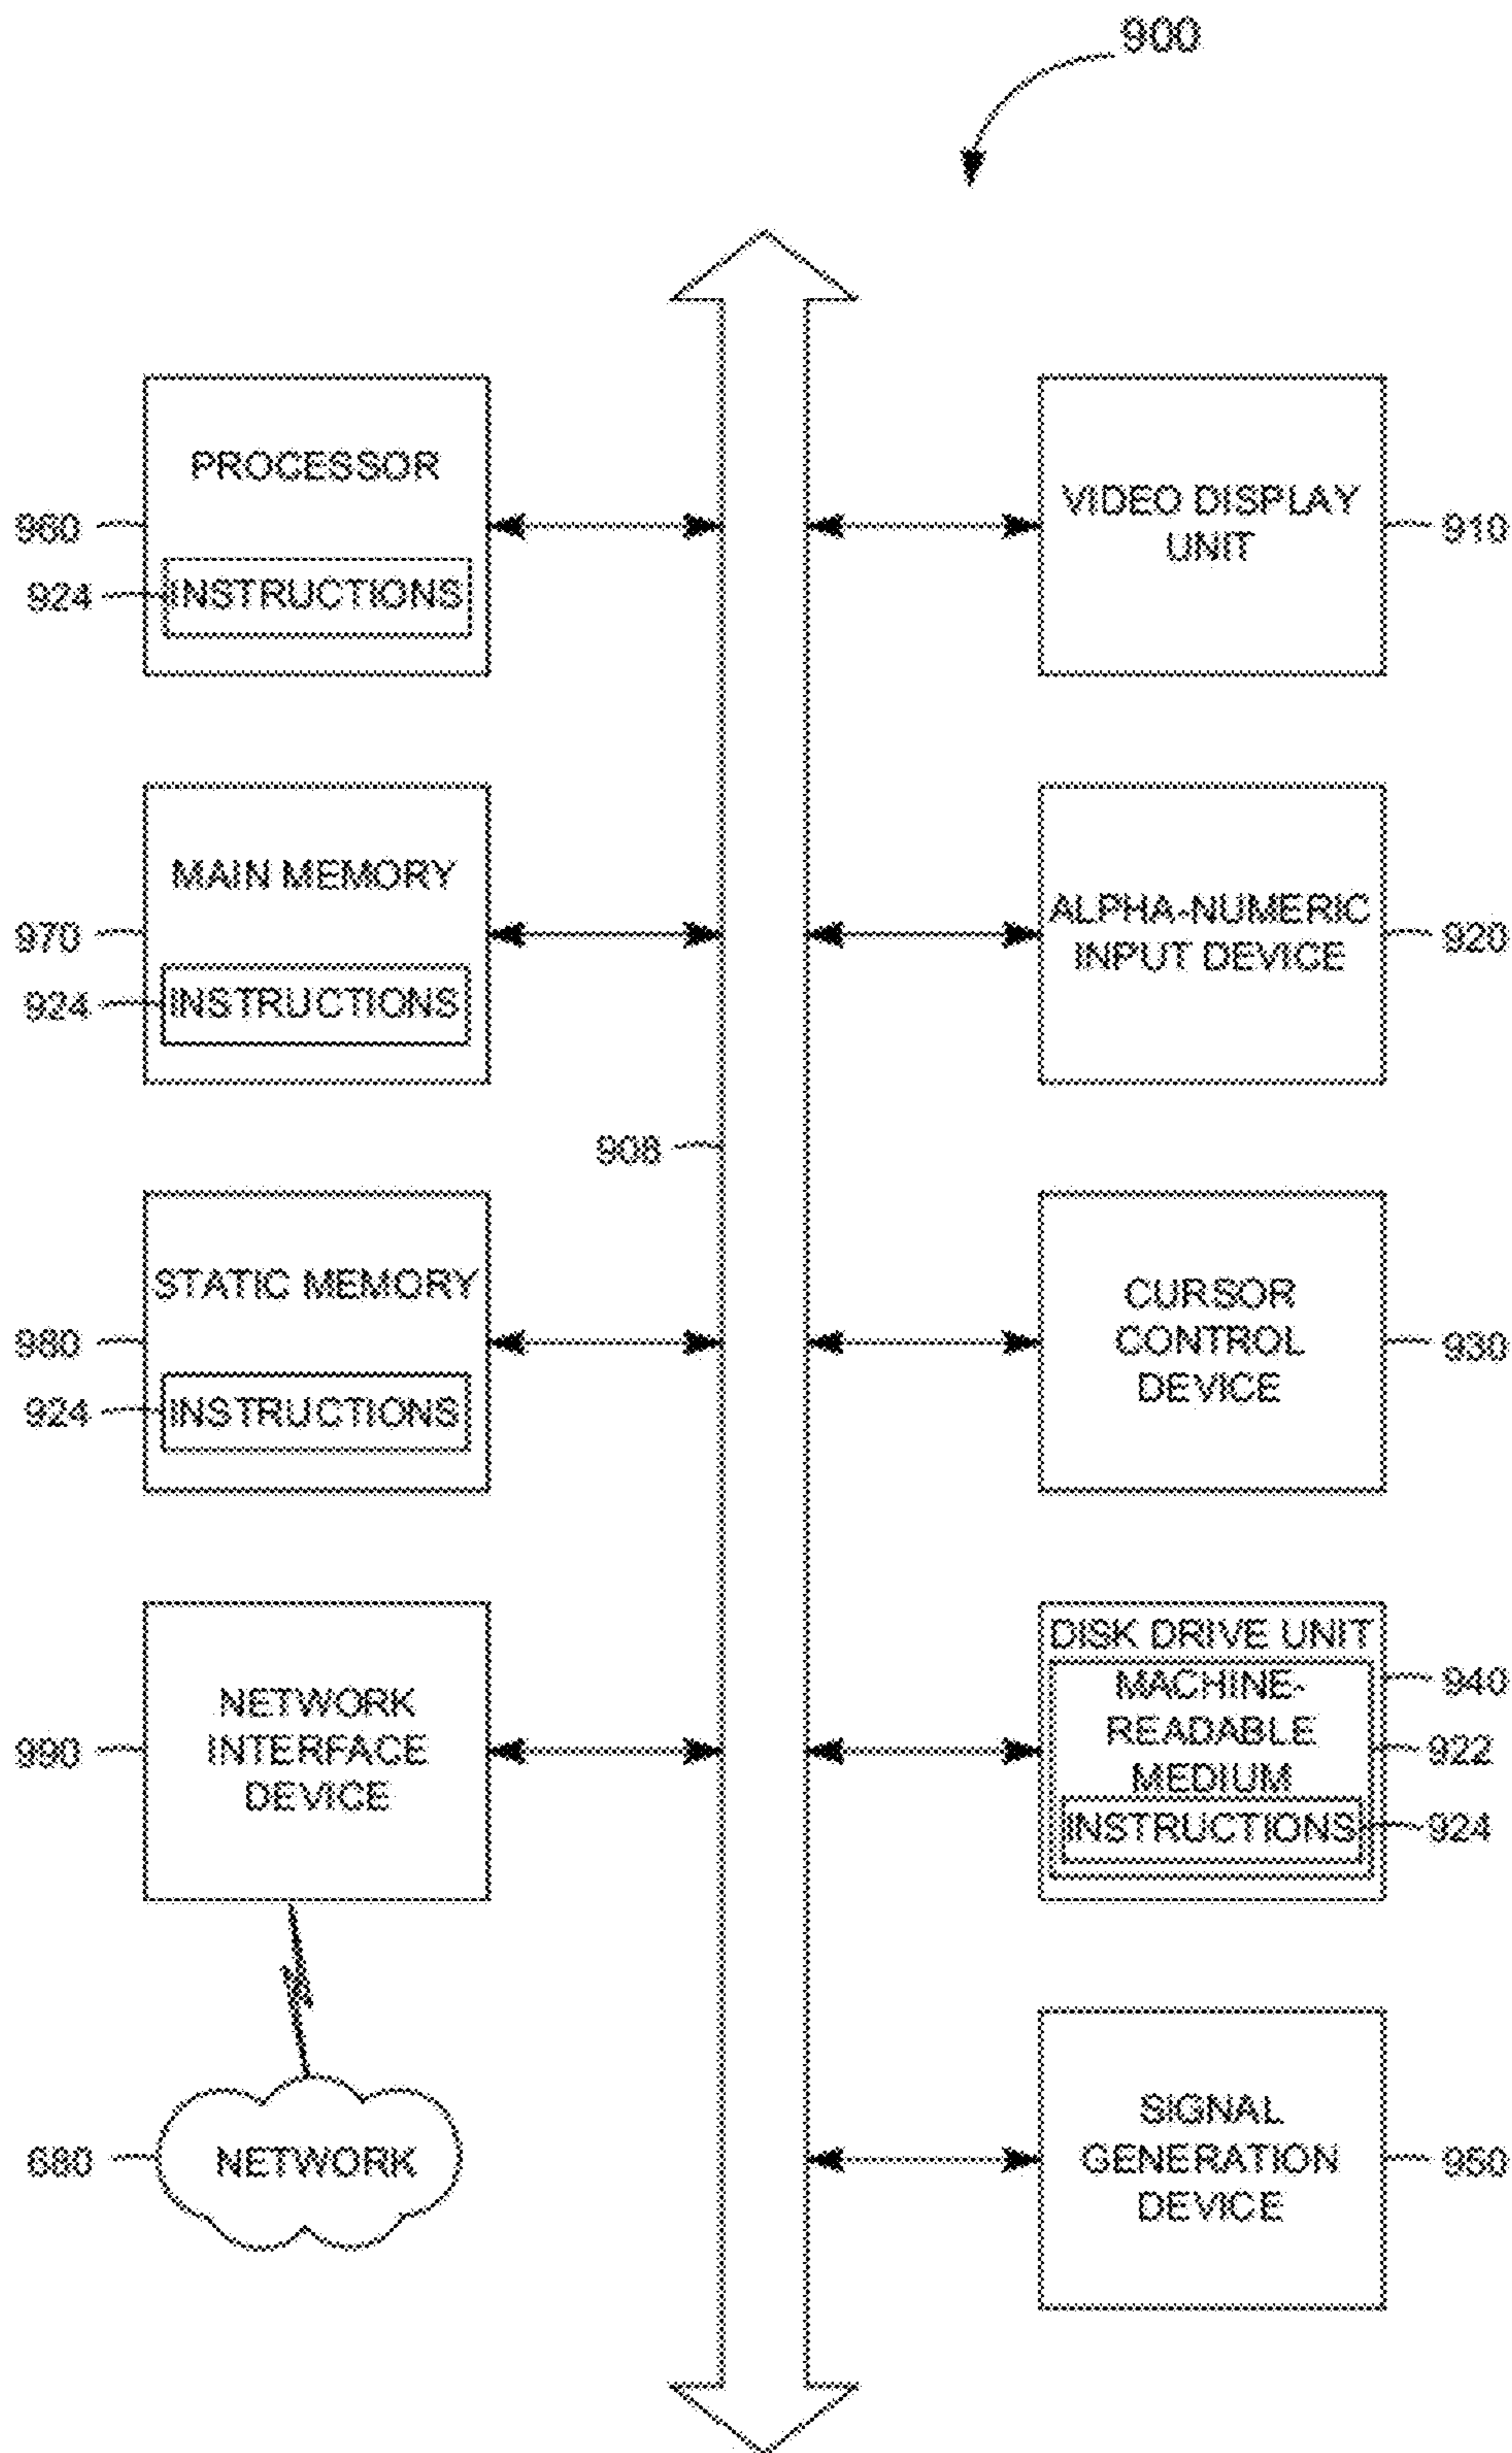 900
PROCESSOR
960
924
INSTRUCTIONS
VIDEO DISPLAY
UNIT
910
MAIN MEMORY
970
924
INSTRUCTIONS
ALPHA-NUMERIC
INPUT DEVICE
920
908
STATIC MEMORY
980
924
INSTRUCTIONS
CURSOR
CONTROL
DEVICE
930
NETWORK
INTERFACE
DEVICE
990
DISK DRIVE UNIT
940
MACHINE-
READABLE
MEDIUM
922
INSTRUCTIONS
924
680
NETWORK
SIGNAL
GENERATION
DEVICE
950